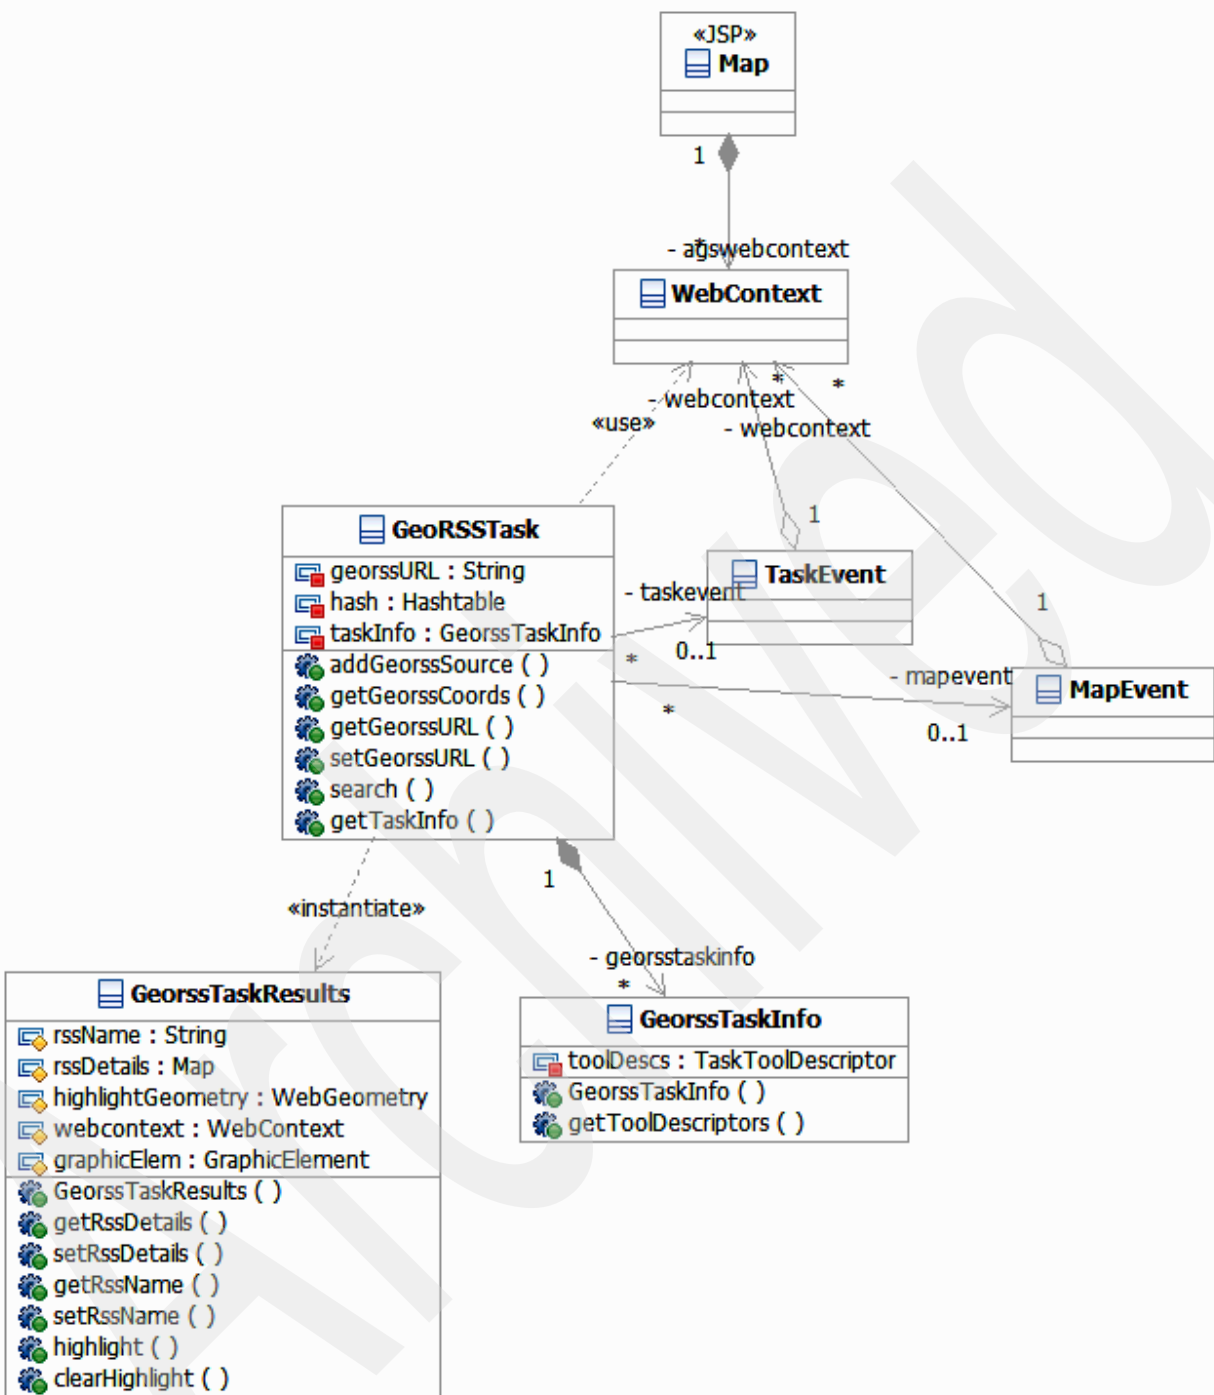 «JSP»
Map
1
*
- agswebcontext
WebContext
*
*
- webcontext
«use»
- webcontext
GeoRSSTask
georssURL : String
hash : Hashtable
taskInfo : GeorssTaskInfo
addGeorssSource ( )
getGeorssCoords ( )
getGeorssURL ( )
setGeorssURL ( )
search ( )
getTaskInfo ( )
1
TaskEvent
- taskevent
*
0..1
1
- mapevent
*
0..1
MapEvent
1
«instantiate»
- georsstaskinfo
*
GeorssTaskResults
rssName : String
rssDetails : Map
highlightGeometry : WebGeometry
webcontext : WebContext
graphicElem : GraphicElement
GeorssTaskResults ( )
getRssDetails ( )
setRssDetails ( )
getRssName ( )
setRssName ( )
highlight ( )
clearHighlight ( )
GeorssTaskInfo
toolDescs : TaskToolDescriptor
GeorssTaskInfo ( )
getToolDescriptors ( )
Archived